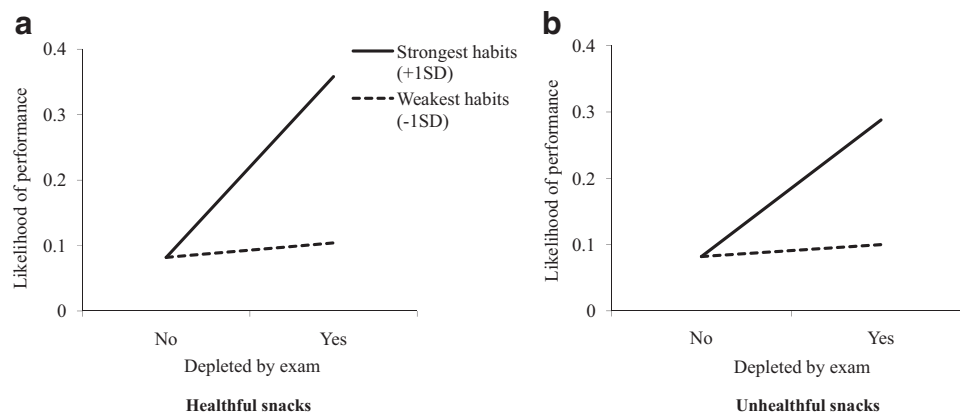 a
0.4
0.3
0.2
0.1
0
Likelihood of performance
No
Yes
Depleted by exam
Healthful snacks
Strongest habits
(+1SD)
Weakest habits
(-1SD)
b
0.4
0.3
0.2
0.1
0
Likelihood of performance
No
Yes
Depleted by exam
Unhealthful snacks